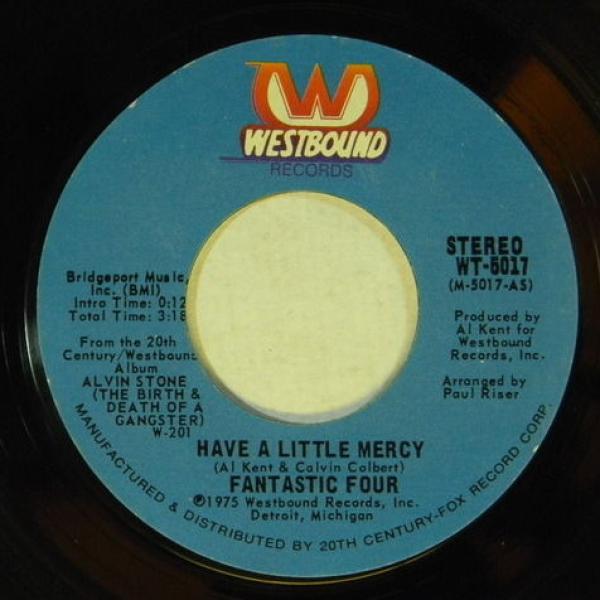 W
WESTBOUND
RECORDS
STEREO
WT-5017
(M-5017-AS)
Bridgeport Music,
Inc. (BMI)
Intro Time: 0:12
Total Time: 3:18
From the 20th
Century/Westbound
Album
ALVIN STONE
(THE BIRTH &
DEATH OF A
GANGSTER)
W-201
Produced by
Al Kent for
Westbound
Records, Inc.
Arranged by
Paul Riser
HAVE A LITTLE MERCY
(Al Kent & Calvin Colbert)
FANTASTIC FOUR
℗1975 Westbound Records, Inc.
Detroit, Michigan
MANUFACTURED & DISTRIBUTED BY 20TH CENTURY-FOX RECORD CORP.